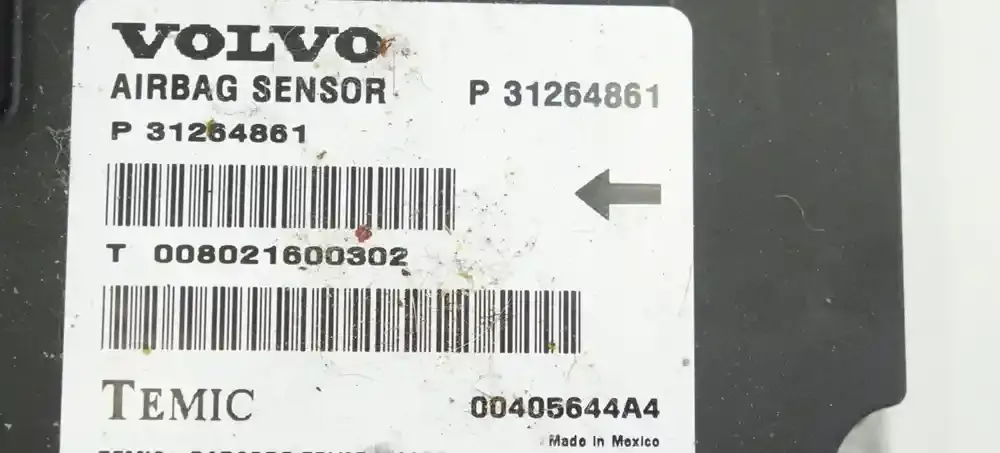 VOLVO
AIRBAG SENSOR P 31264861
P 31264861
T 008021600302
TEMIC 00405644A4
Made in Mexico